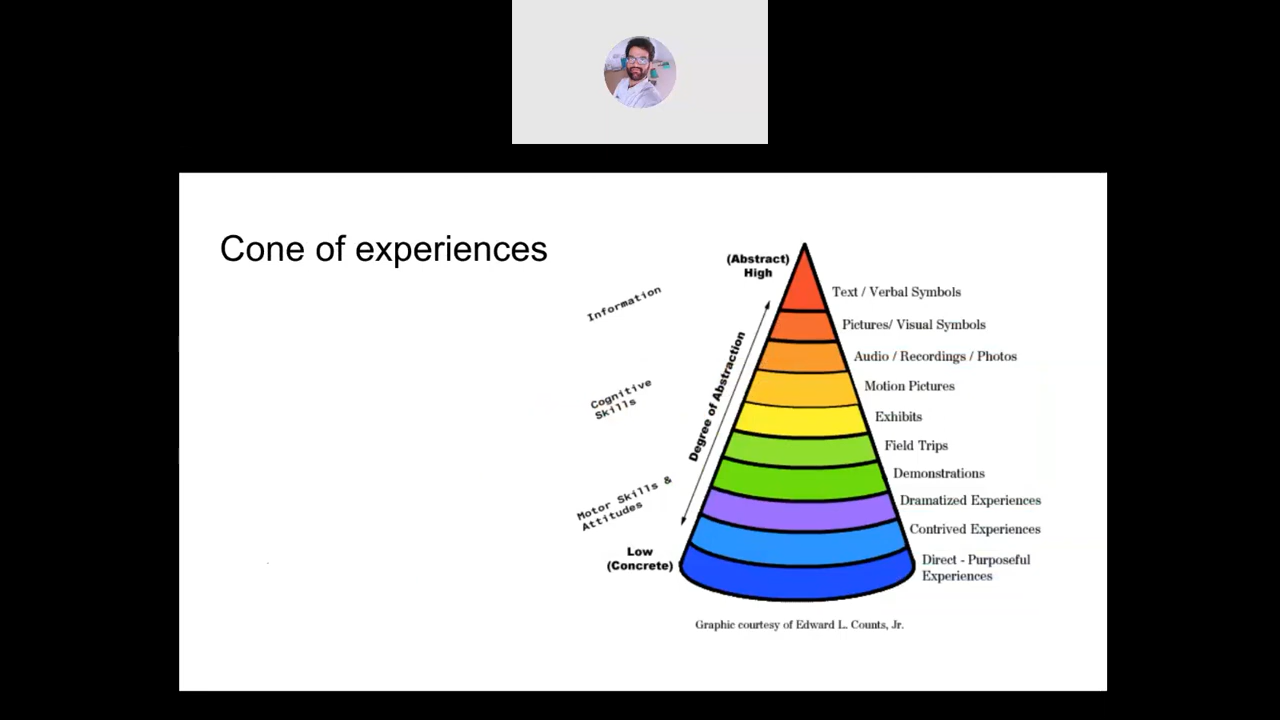 Cone of experiences
(Abstract)
High
Information
Cognitive
Skills
Motor Skills &
Attitudes
Degree of Abstraction
Low
(Concrete)
Text / Verbal Symbols
Pictures/ Visual Symbols
Audio / Recordings / Photos
Motion Pictures
Exhibits
Field Trips
Demonstrations
Dramatized Experiences
Contrived Experiences
Direct - Purposeful
Experiences
Graphic courtesy of Edward L. Counts, Jr.